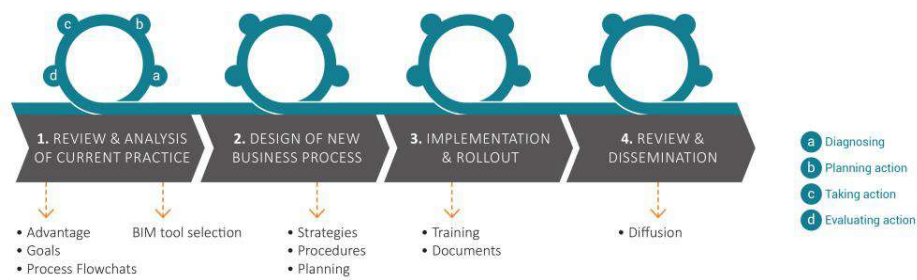 c
b
d
a
1. REVIEW & ANALYSIS
OF CURRENT PRACTICE
2. DESIGN OF NEW
BUSINESS PROCESS
3. IMPLEMENTATION
& ROLLOUT
4. REVIEW &
DISSEMINATION
• Advantage
• Goals
• Process Flowchats
BIM tool selection
• Strategies
• Procedures
• Planning
• Training
• Documents
• Diffusion
a Diagnosing
b Planning action
c Taking action
d Evaluating action